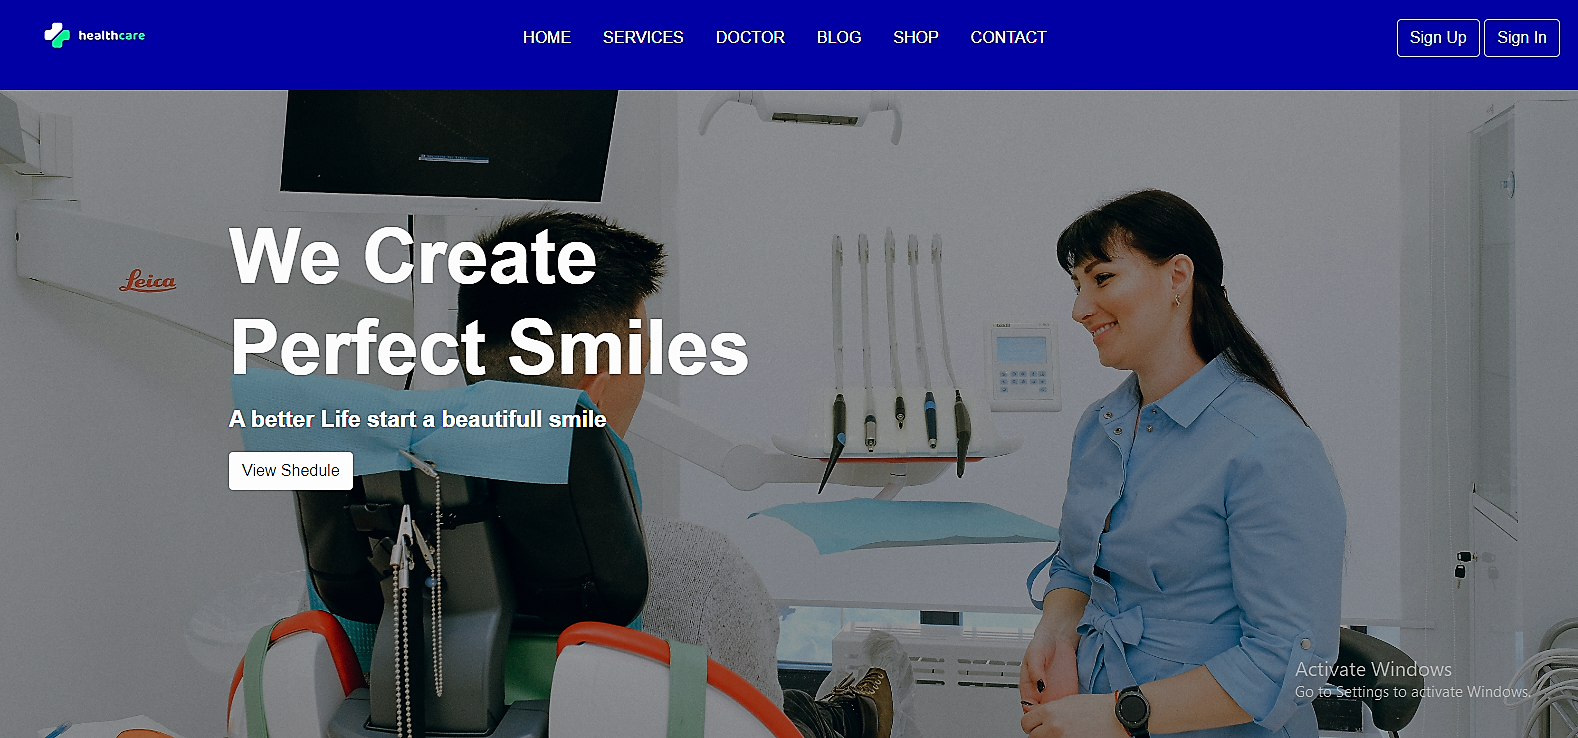 healthcare
HOME SERVICES DOCTOR BLOG SHOP CONTACT
Sign Up Sign In
Leica
We Create
Perfect Smiles
A better Life start a beautifull smile
View Shedule
Activate Windows
Go to Settings to activate Windows.